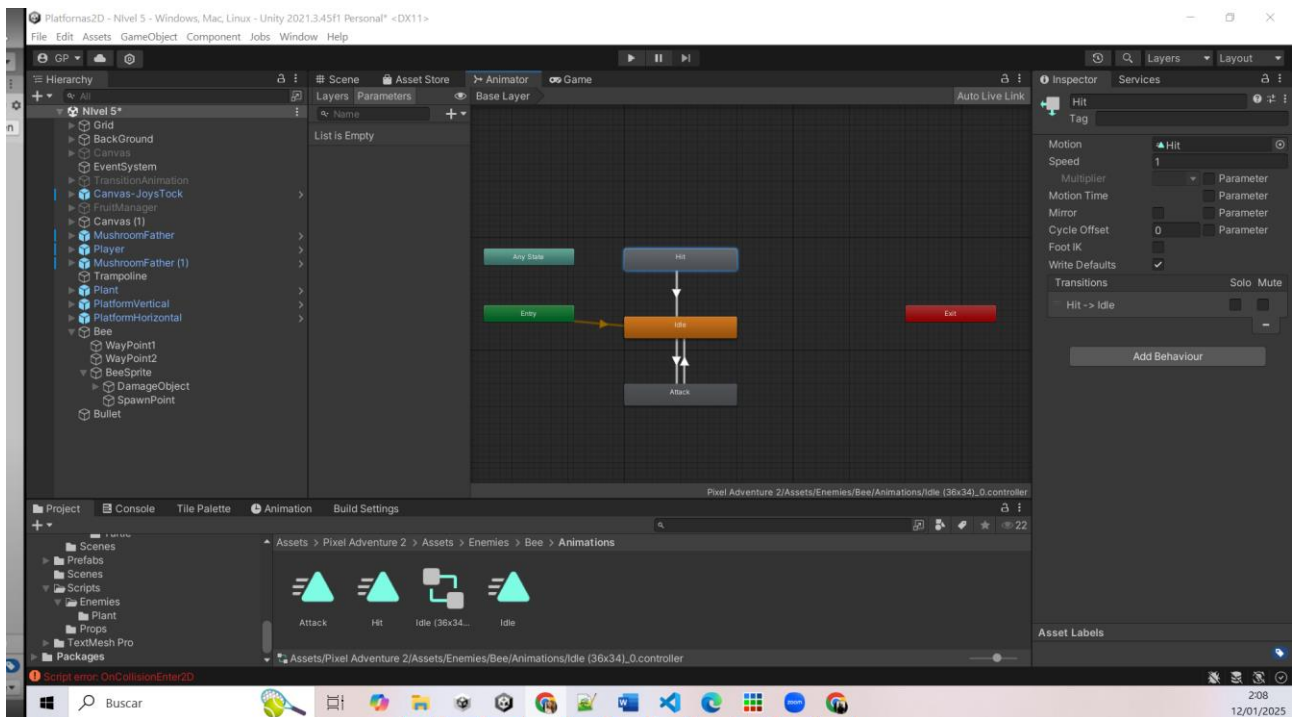 Platfornas2D - NIvel 5 - Windows, Mac, Linux - Unity 2021.3.45f1 Personal* <DX11>
File Edit Assets GameObject Component Jobs Window Help
GP Layers Layout
Hierarchy
All
NIvel 5*
Grid
BackGround
Canvas
EventSystem
TransitionAnimation
Canvas-JoysTock
FruitManager
Canvas (1)
MushroomFather
Player
MushroomFather (1)
Trampoline
Plant
PlatformVertical
PlatformHorizontal
Bee
WayPoint1
WayPoint2
BeeSprite
DamageObject
SpawnPoint
Bullet
Scene Asset Store Animator Game
Layers Parameters Base Layer Auto Live Link
Name
List is Empty
Any State
Hit
Entry
Idle
Exit
Attack
Pixel Adventure 2/Assets/Enemies/Bee/Animations/Idle (36x34)_0.controller
Inspector Services
Hit
Tag
Motion Hit
Speed 1
Multiplier Parameter
Motion Time Parameter
Mirror Parameter
Cycle Offset 0 Parameter
Foot IK
Write Defaults
Transitions Solo Mute
Hit -> Idle
Add Behaviour
Asset Labels
Project Console Tile Palette Animation Build Settings
22
Scenes
Prefabs
Scenes
Scripts
Enemies
Plant
Props
TextMesh Pro
Packages
Assets > Pixel Adventure 2 > Assets > Enemies > Bee > Animations
Attack Hit Idle (36x34... Idle
Assets/Pixel Adventure 2/Assets/Enemies/Bee/Animations/Idle (36x34)_0.controller
Script error: OnCollisionEnter2D
Buscar
zoom
2:08
12/01/2025